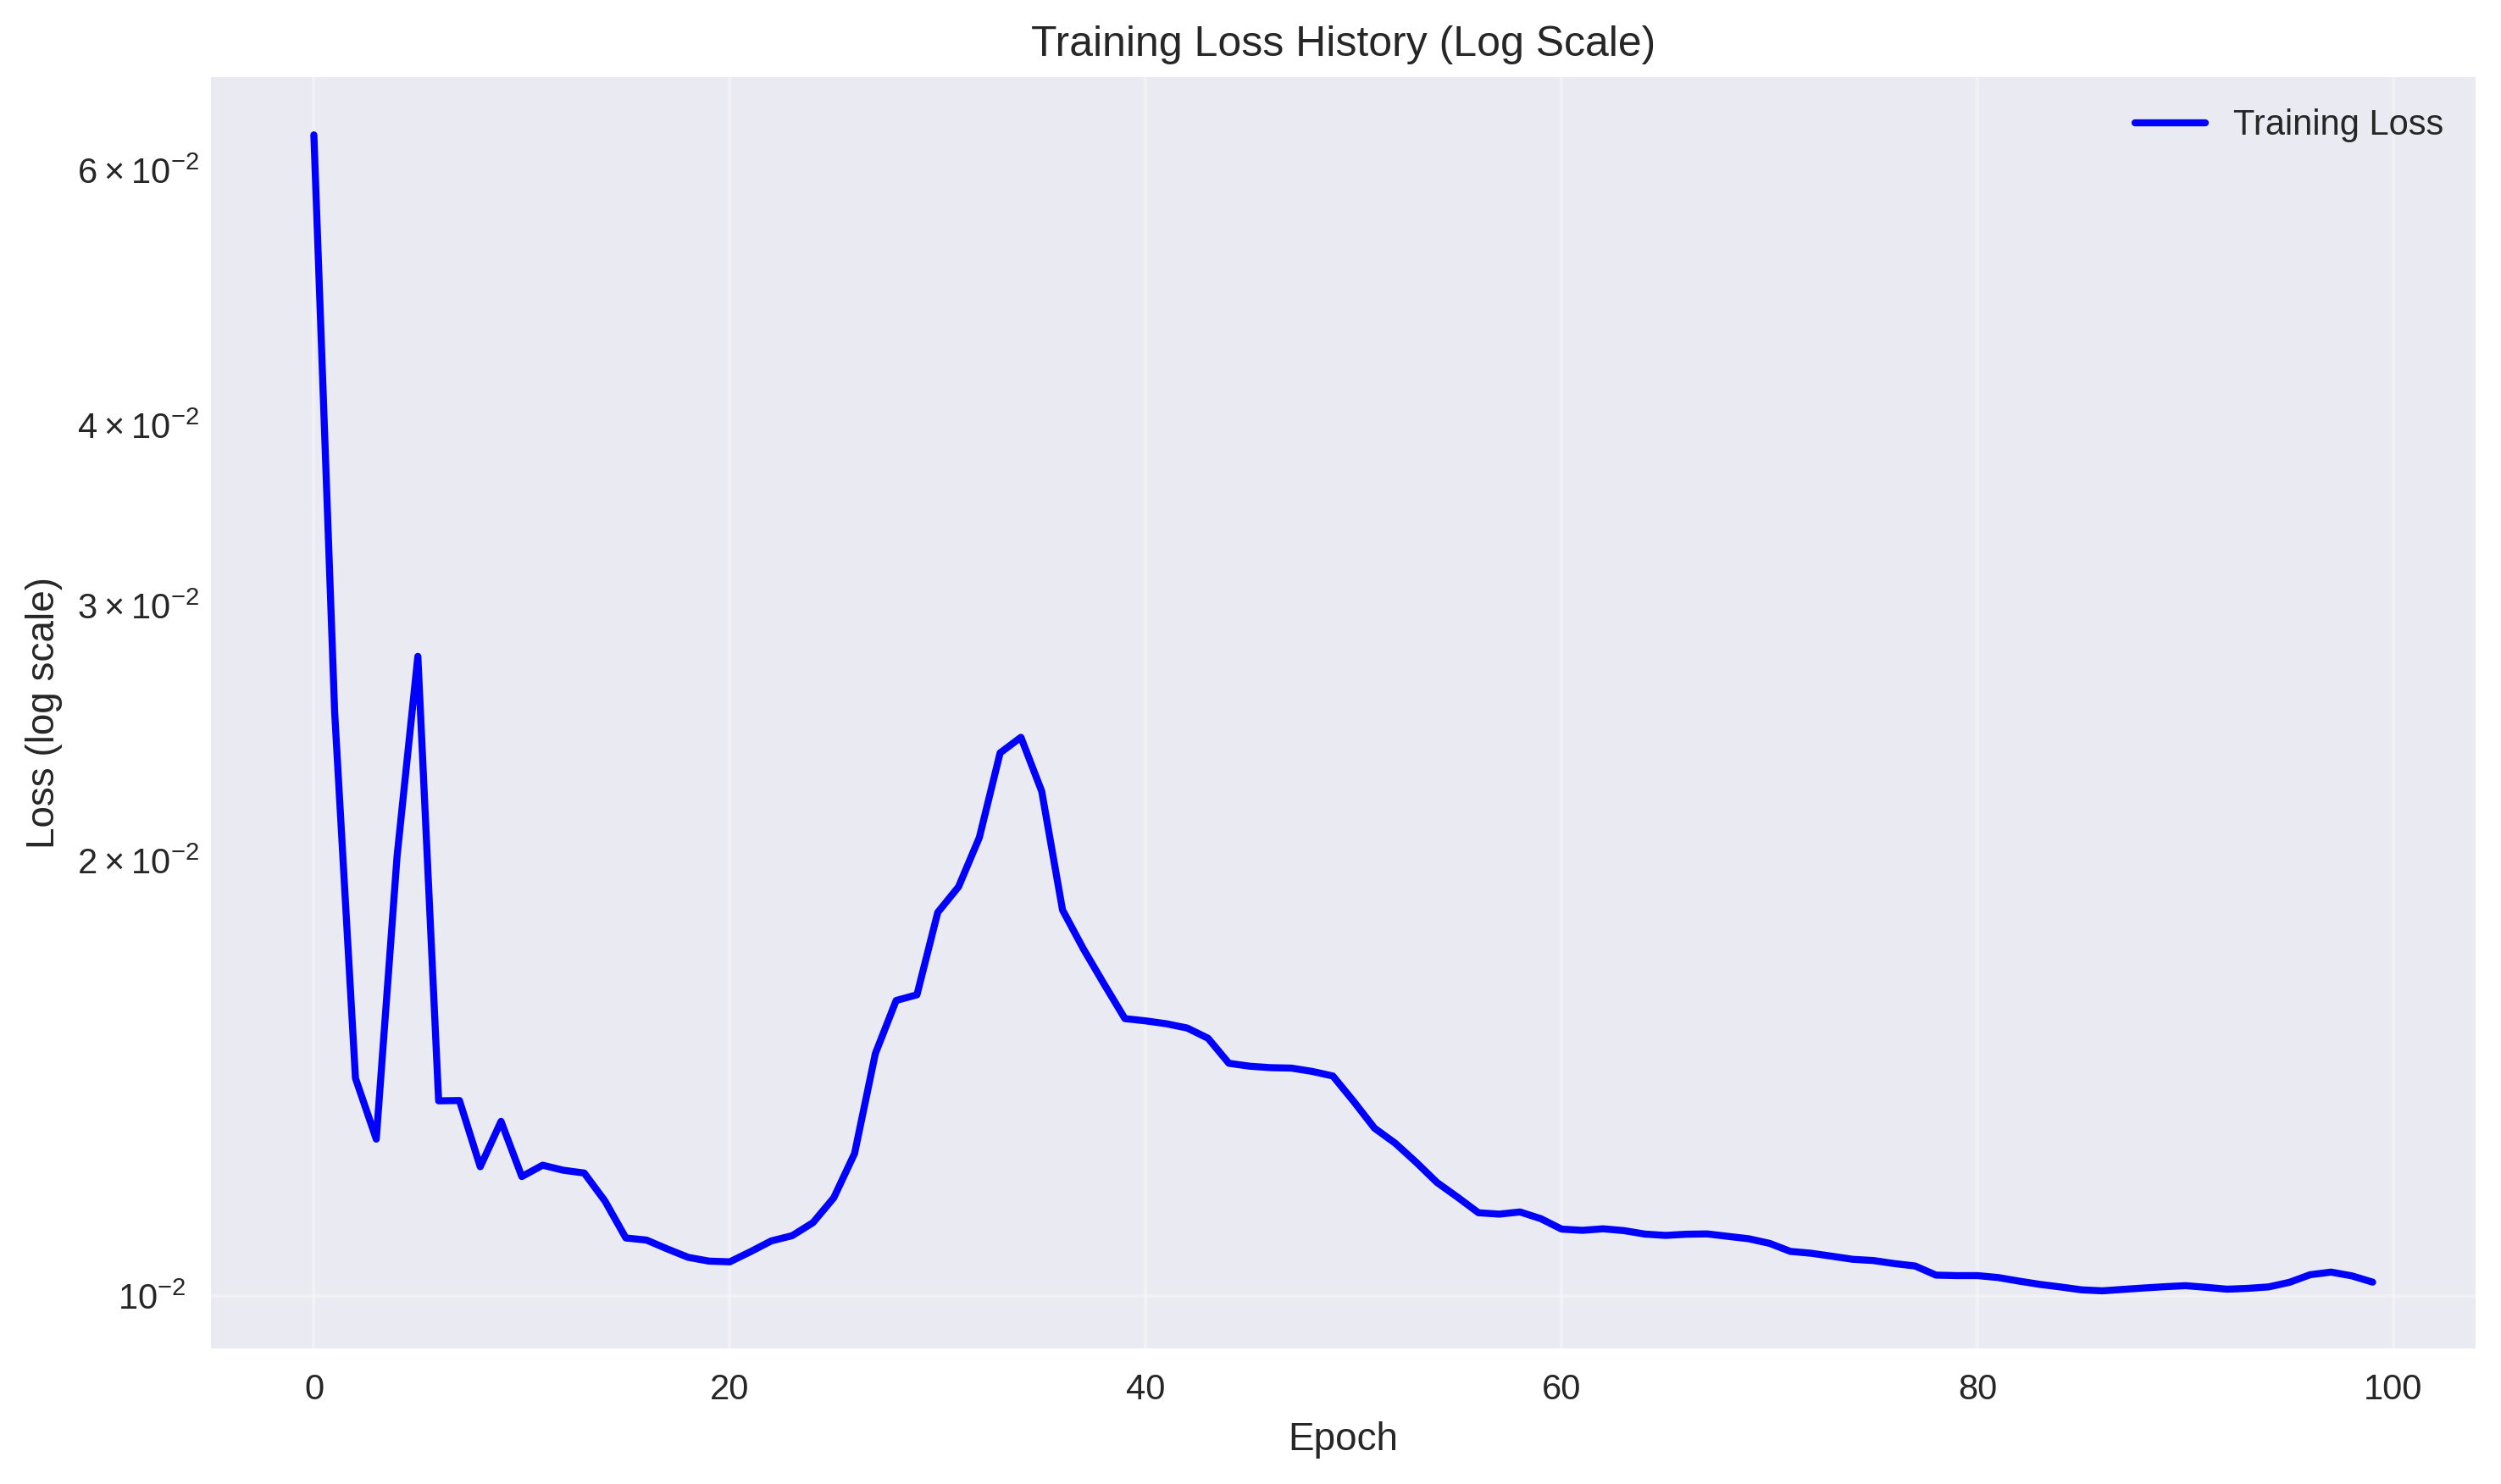 Training Loss History (Log Scale)
Training Loss
6 × 10⁻²
4 × 10⁻²
3 × 10⁻²
2 × 10⁻²
10⁻²
Loss (log scale)
0 20 40 60 80 100
Epoch